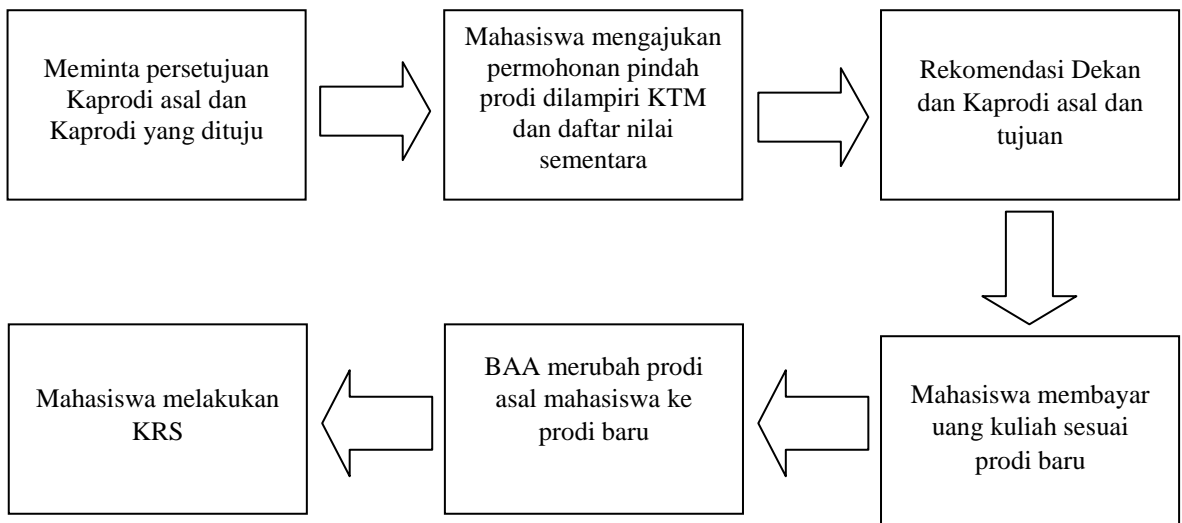 Meminta persetujuan
Kaprodi asal dan
Kaprodi yang dituju
Mahasiswa mengajukan
permohonan pindah
prodi dilampiri KTM
dan daftar nilai
sementara
Rekomendasi Dekan
dan Kaprodi asal dan
tujuan
Mahasiswa membayar
uang kuliah sesuai
prodi baru
BAA merubah prodi
asal mahasiswa ke
prodi baru
Mahasiswa melakukan
KRS